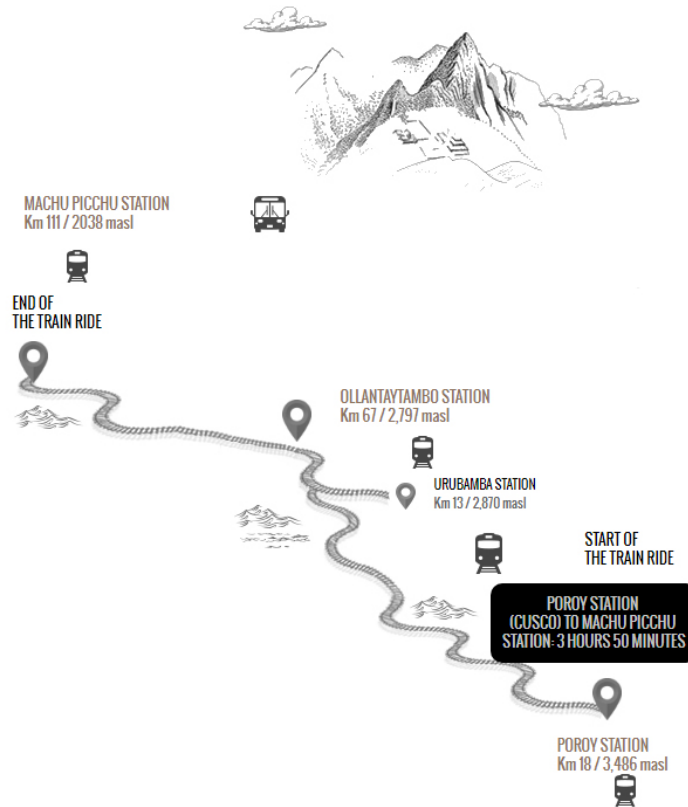 MACHU PICCHU STATION
Km 111 / 2038 masl
END OF
THE TRAIN RIDE
OLLANTAYTAMBO STATION
Km 67 / 2,797 masl
URUBAMBA STATION
Km 13 / 2,870 masl
START OF
THE TRAIN RIDE
POROY STATION
(CUSCO) TO MACHU PICCHU
STATION: 3 HOURS 50 MINUTES
POROY STATION
Km 18 / 3,486 masl